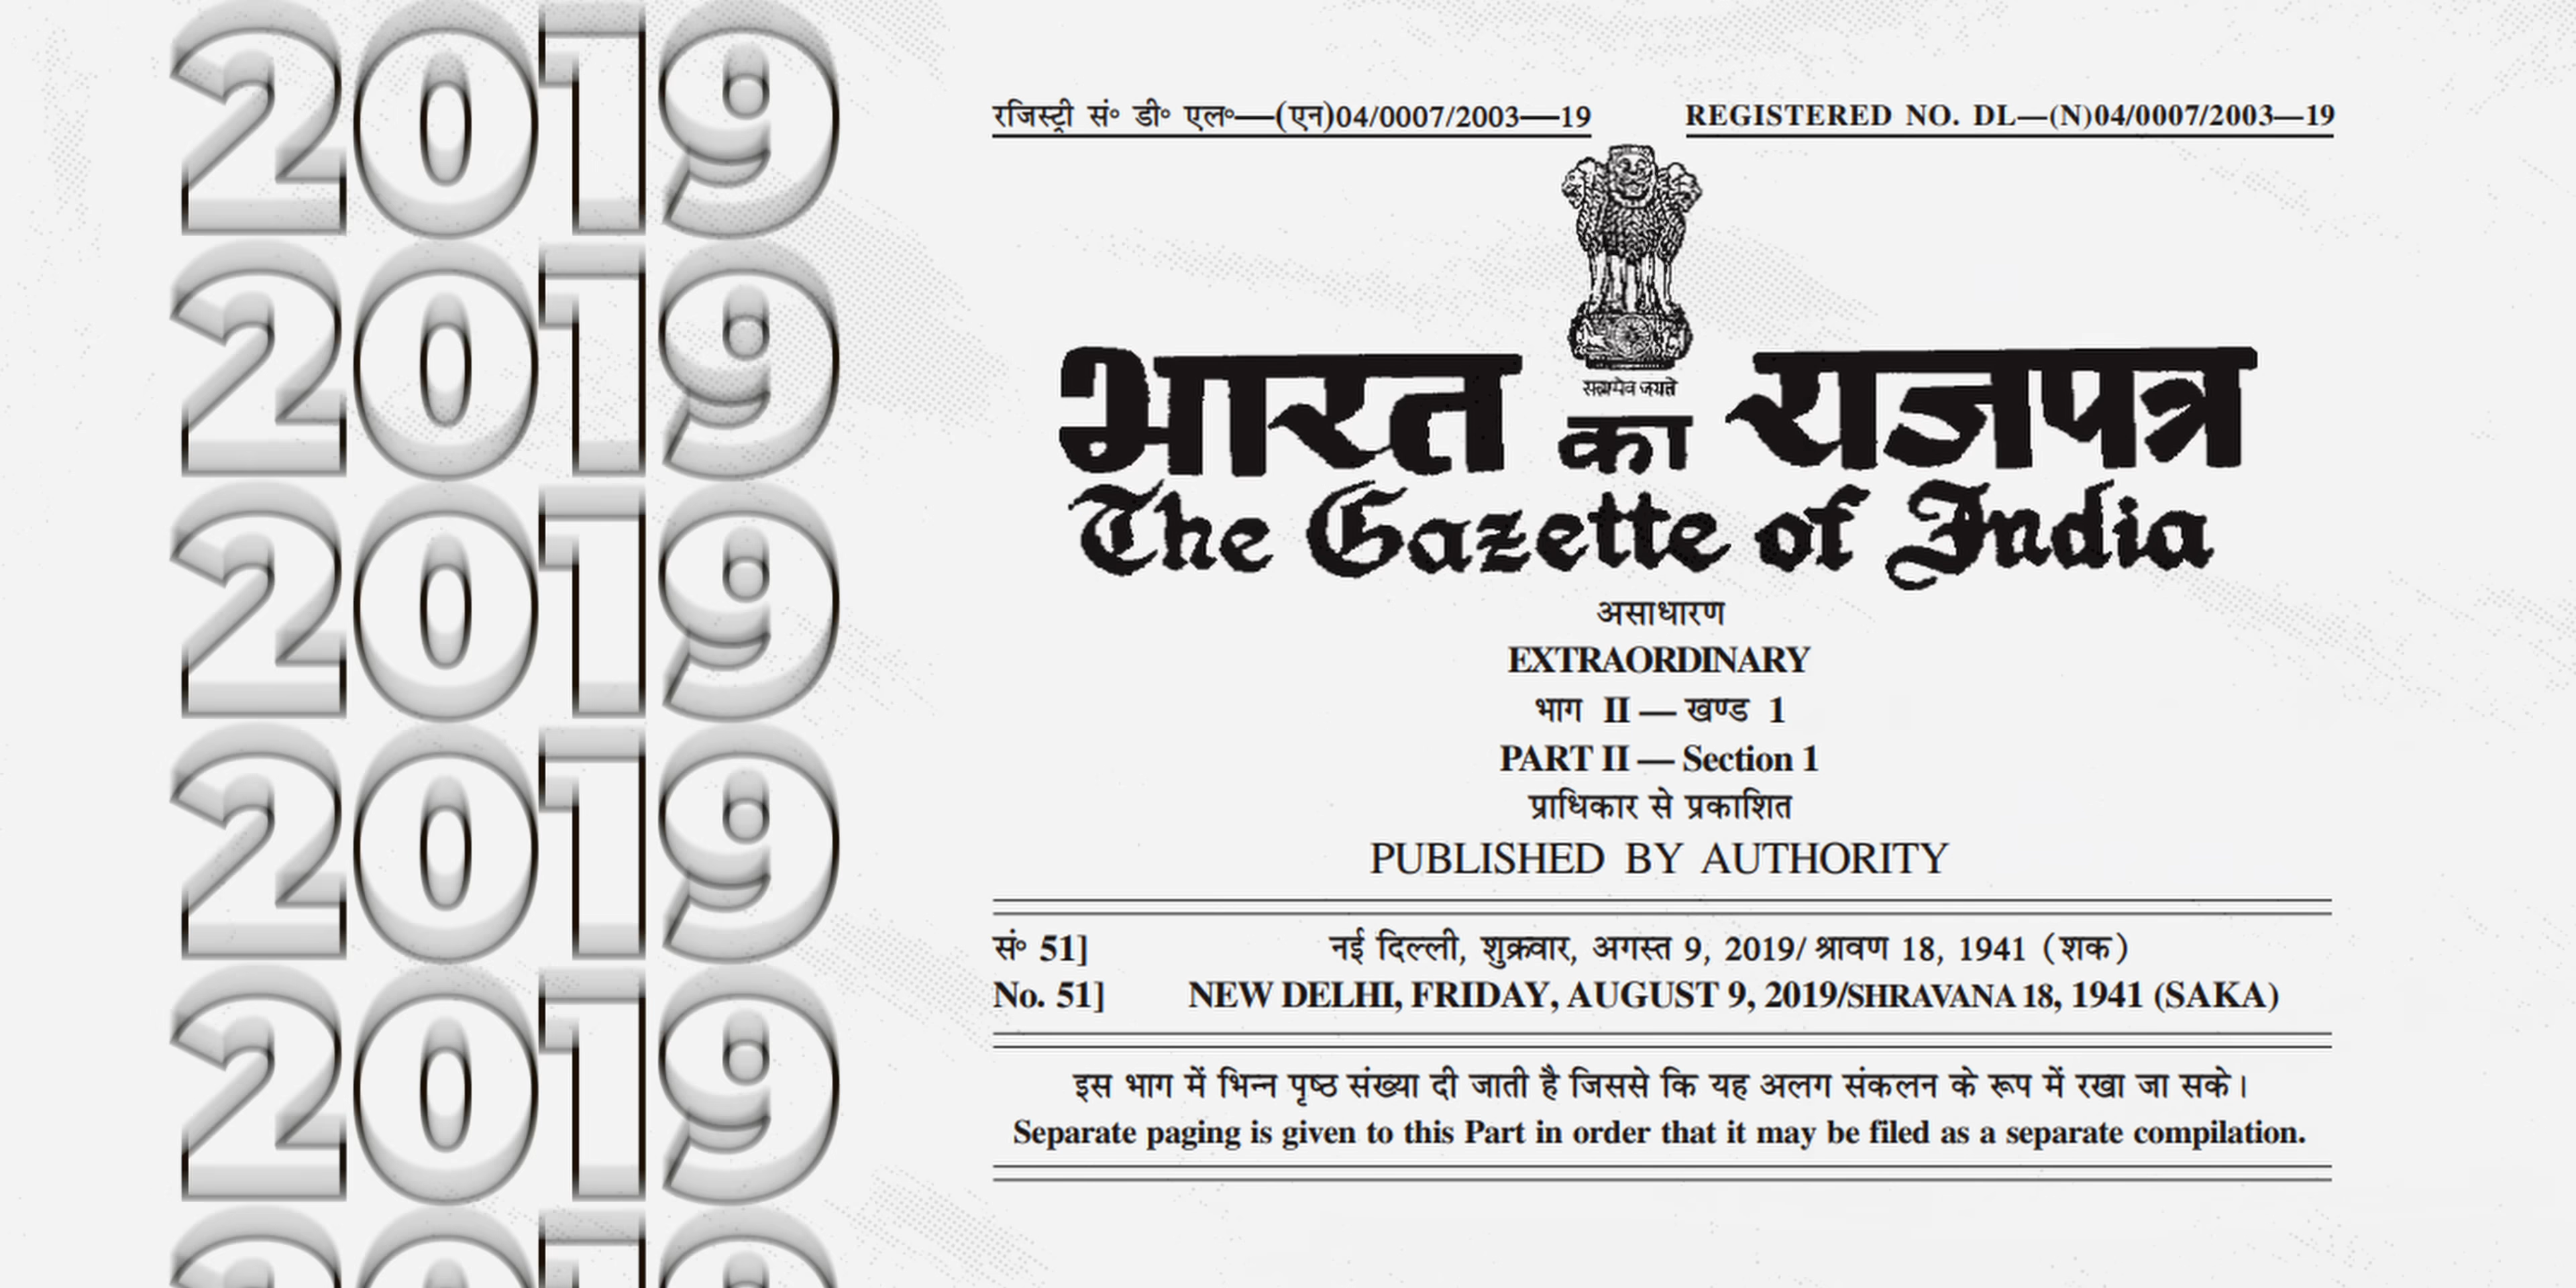 2019
2019
2019
2019
2019
2019
रजिस्ट्री सं॰ डी॰ एल॰—(एन)04/0007/2003—19
REGISTERED NO. DL—(N)04/0007/2003—19
सत्यमेव जयते
भारत का राजपत्र
The Gazette of India
असाधारण
EXTRAORDINARY
भाग II — खण्ड 1
PART II — Section 1
प्राधिकार से प्रकाशित
PUBLISHED BY AUTHORITY
सं॰ 51] नई दिल्ली, शुक्रवार, अगस्त 9, 2019/ श्रावण 18, 1941 (शक)
No. 51] NEW DELHI, FRIDAY, AUGUST 9, 2019/SHRAVANA 18, 1941 (SAKA)
इस भाग में भिन्न पृष्ठ संख्या दी जाती है जिससे कि यह अलग संकलन के रूप में रखा जा सके।
Separate paging is given to this Part in order that it may be filed as a separate compilation.